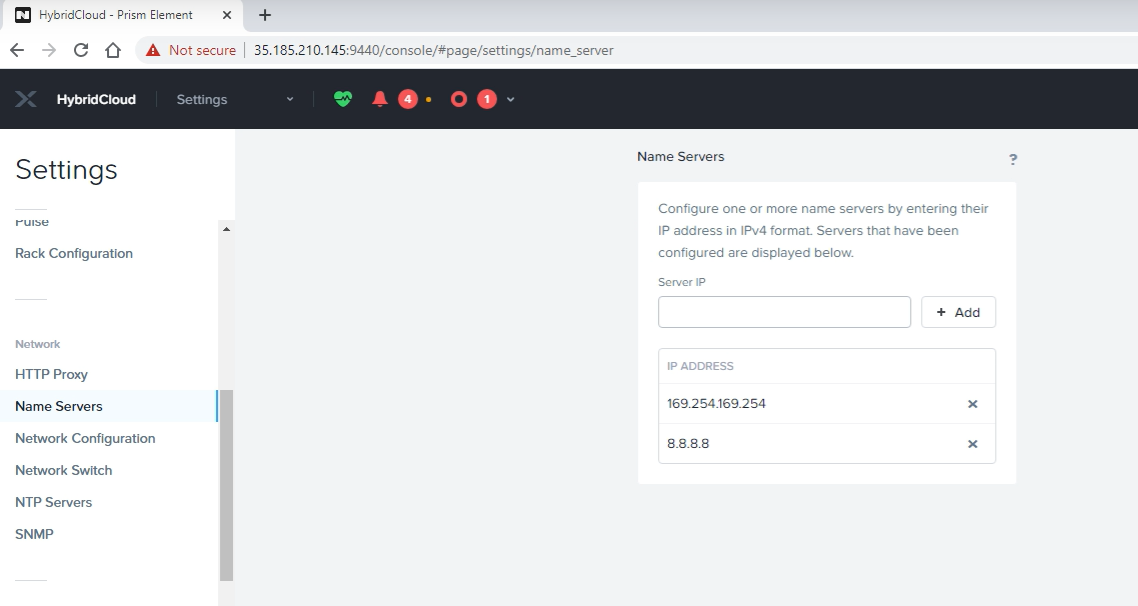 HybridCloud - Prism Element
Not secure
35.185.210.145:9440/console/#page/settings/name_server
HybridCloud
Settings
4
1
Settings
Pulse
Rack Configuration
Network
HTTP Proxy
Name Servers
Network Configuration
Network Switch
NTP Servers
SNMP
Name Servers
?
Configure one or more name servers by entering their
IP address in IPv4 format. Servers that have been
configured are displayed below.
Server IP
+ Add
IP ADDRESS
169.254.169.254
8.8.8.8